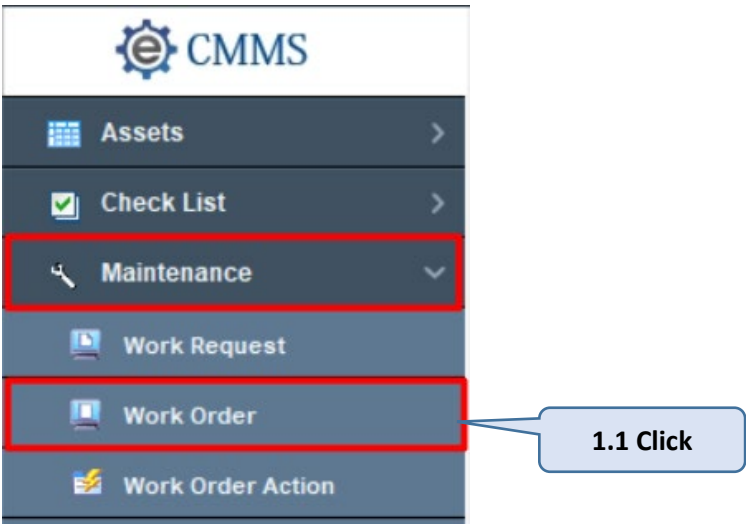 e CMMS
Assets
Check List
Maintenance
Work Request
Work Order
1.1 Click
Work Order Action